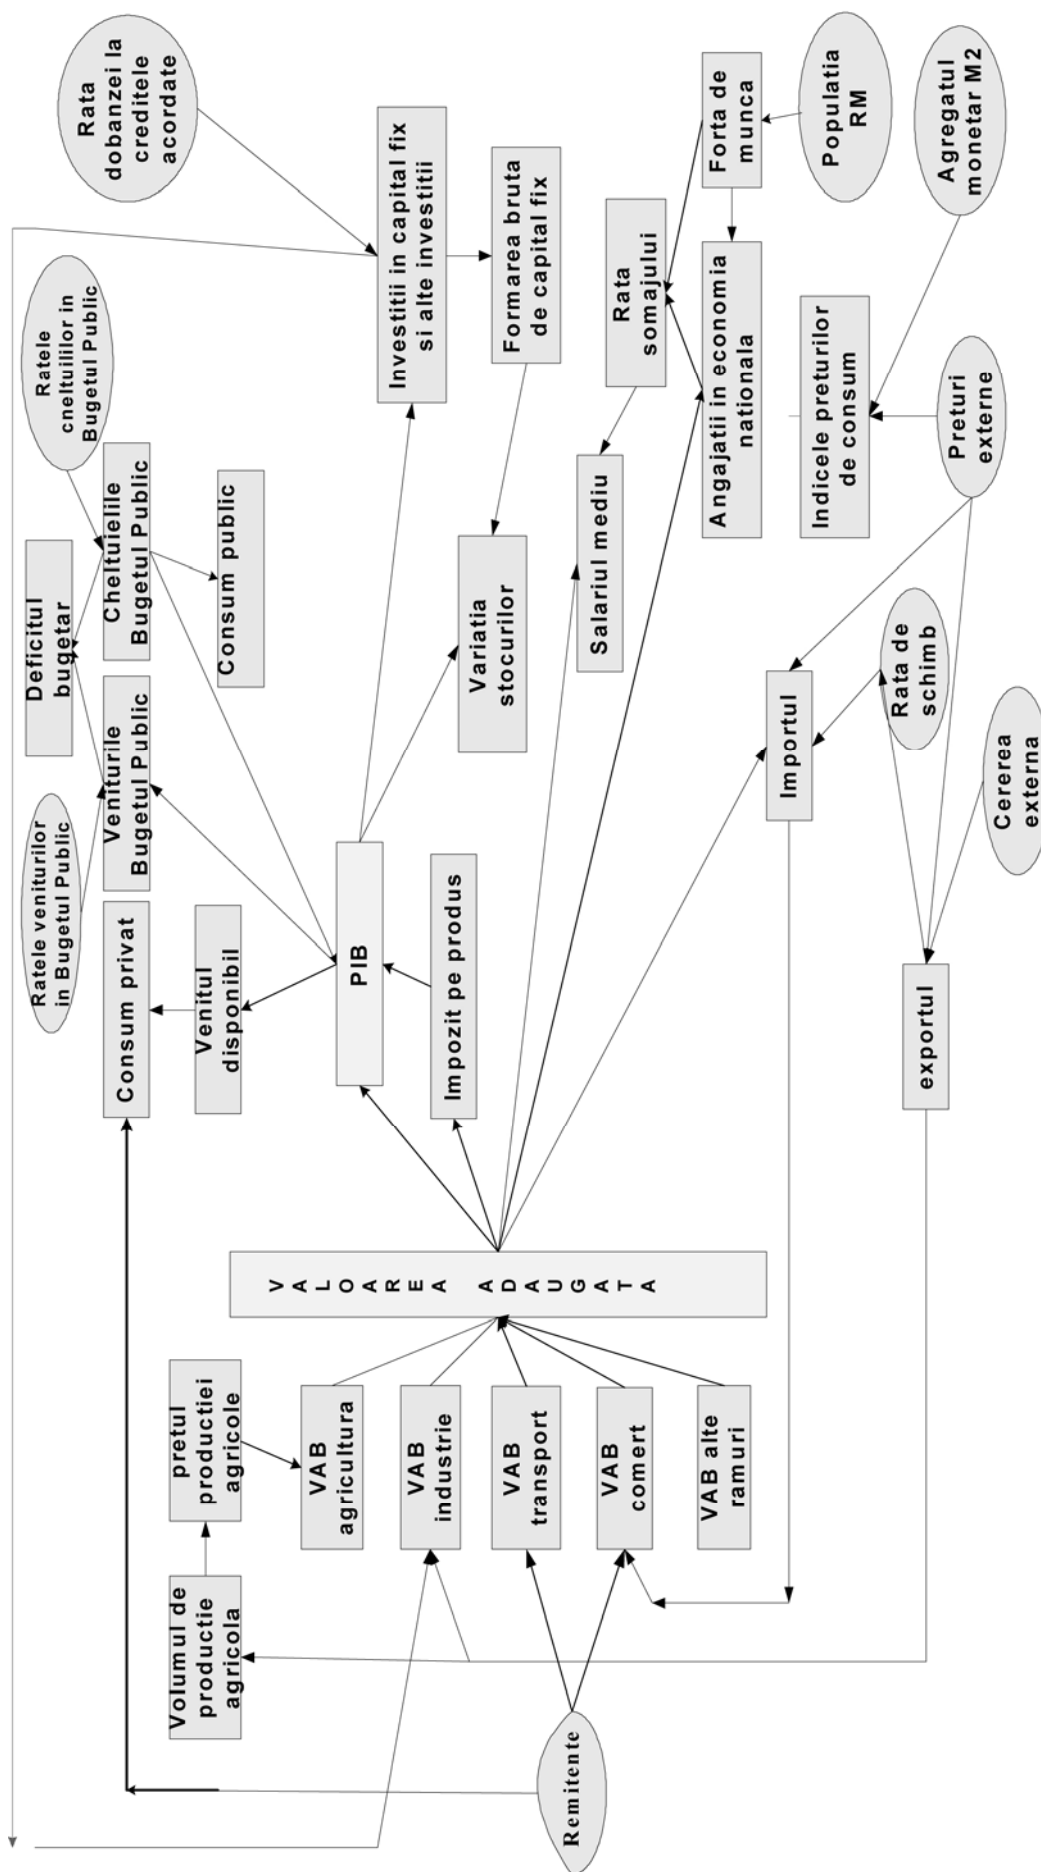 Rata
dobanzei la
creditele
acordate
Ratele
cneltuililor in
Bugetul Public
Ratele veniturilor
in Bugetul Public
Deficitul
bugetar
Cheltuielile
Bugetul Public
Veniturile
Bugetul Public
Consum privat
Consum public
Venitul
disponibil
Investitii in capital fix
si alte investitii
Formarea bruta
de capital fix
Variatia
stocurilor
PIB
Impozit pe produs
Rata
somajului
Salariul mediu
Forta de
munca
Populatia
RM
Angajatii in economia
nationala
Agregatul
monetar M2
Indicele preturilor
de consum
Preturi
externe
Importul
Rata de
schimb
Cererea
externa
exportul
VALOAREA ADAUGATA
pretul
productiei
agricole
Volumul de
productie
agricola
VAB
agricultura
VAB
industrie
VAB
transport
VAB
comert
VAB alte
ramuri
Remitente